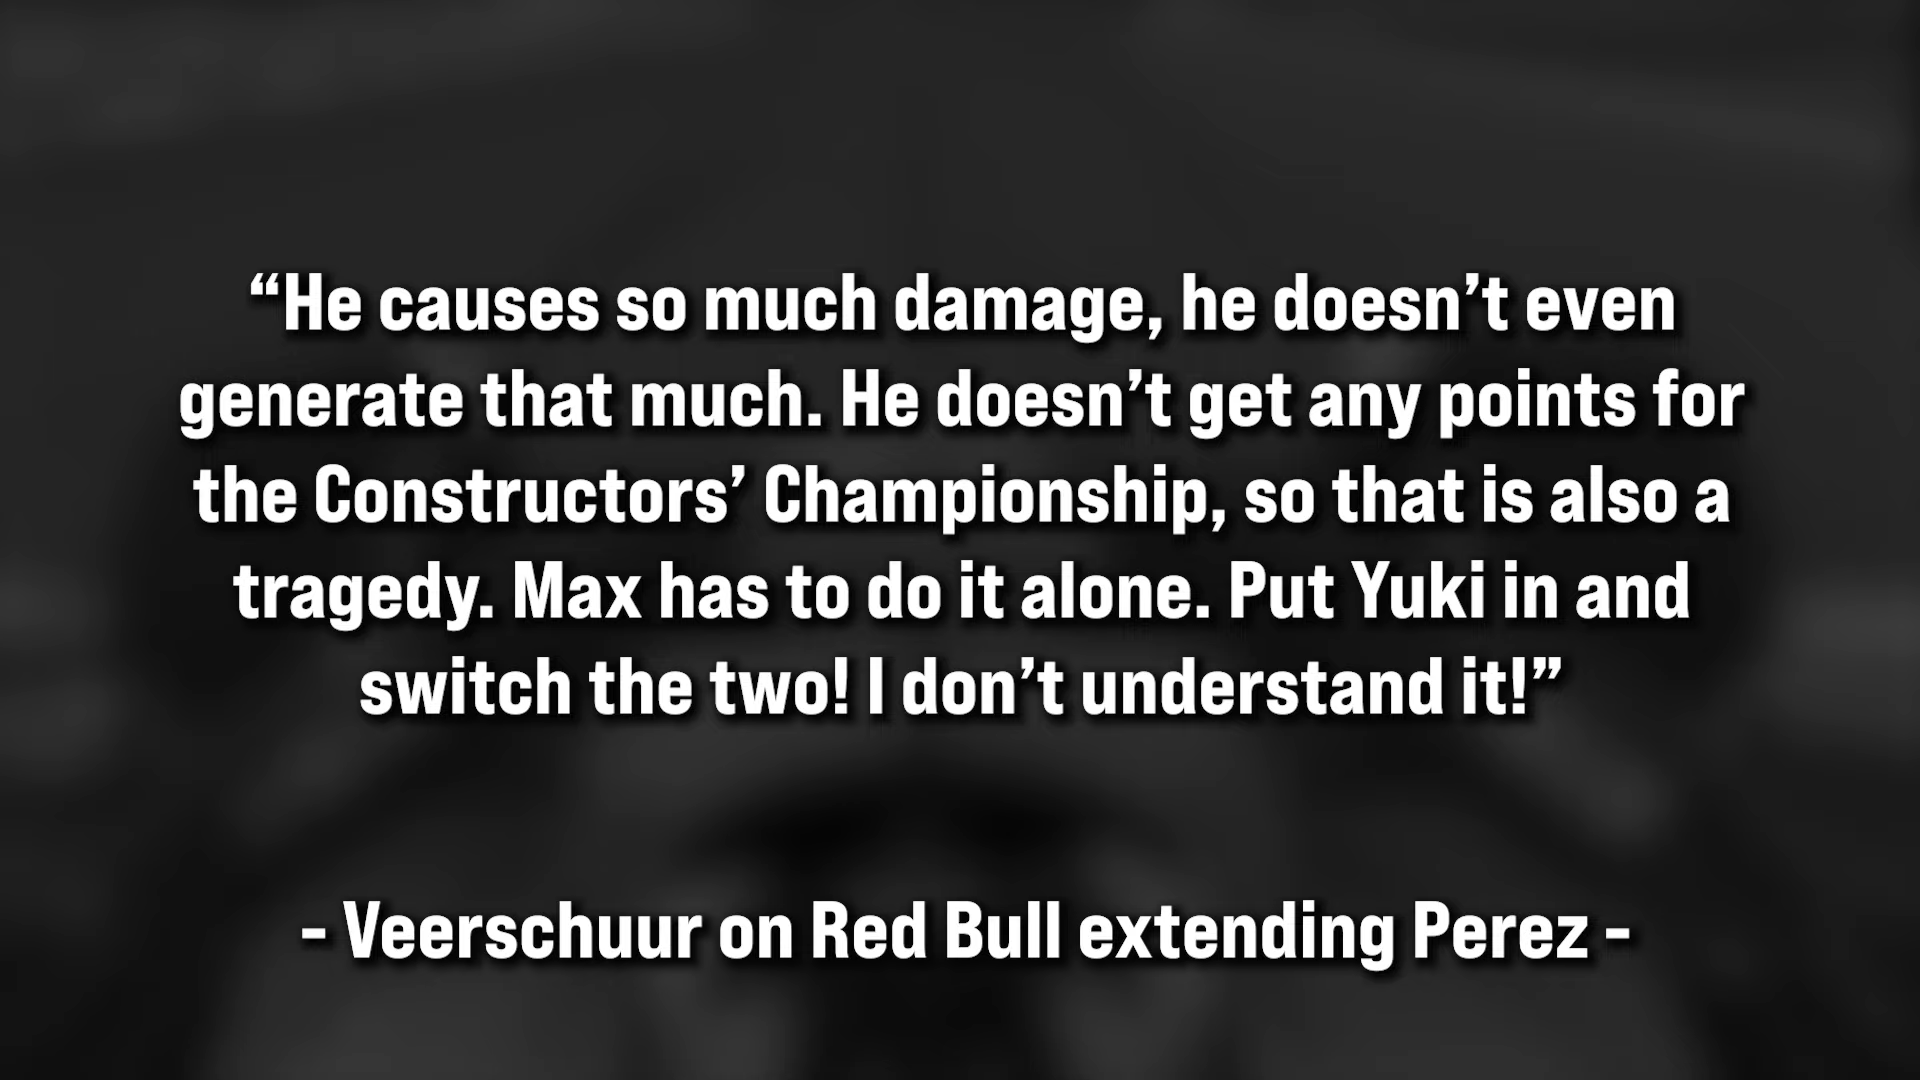 “He causes so much damage, he doesn’t even
generate that much. He doesn’t get any points for
the Constructors’ Championship, so that is also a
tragedy. Max has to do it alone. Put Yuki in and
switch the two! I don’t understand it!”
- Veerschuur on Red Bull extending Perez -